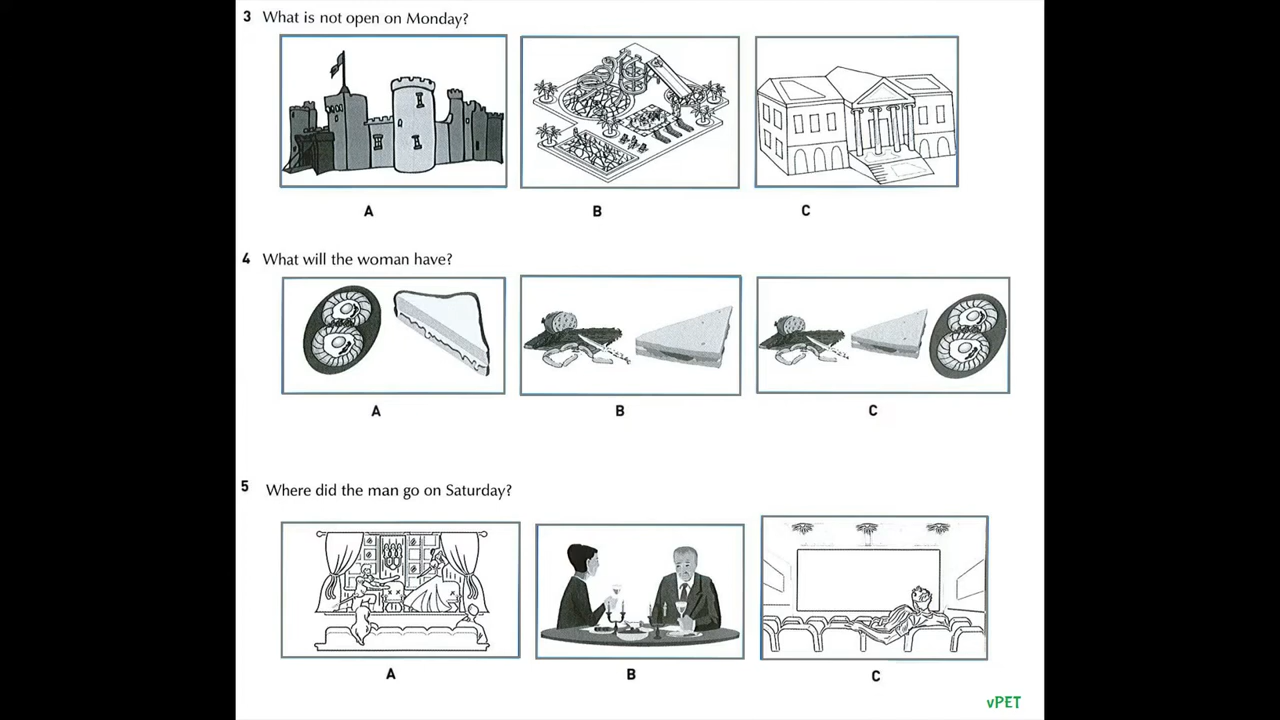 3 What is not open on Monday?
A B C
4 What will the woman have?
A B C
5 Where did the man go on Saturday?
A B C
vPET